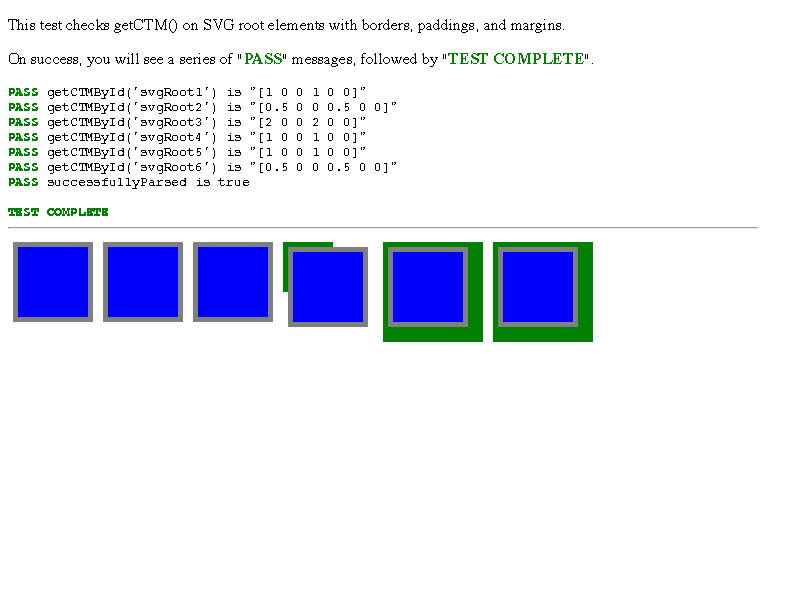 This test checks getCTM() on SVG root elements with borders, paddings, and margins.
On success, you will see a series of "PASS" messages, followed by "TEST COMPLETE".
PASS getCTMById('svgRoot1') is "[1 0 0 1 0 0]"
PASS getCTMById('svgRoot2') is "[0.5 0 0 0.5 0 0]"
PASS getCTMById('svgRoot3') is "[2 0 0 2 0 0]"
PASS getCTMById('svgRoot4') is "[1 0 0 1 0 0]"
PASS getCTMById('svgRoot5') is "[1 0 0 1 0 0]"
PASS getCTMById('svgRoot6') is "[0.5 0 0 0.5 0 0]"
PASS successfullyParsed is true
TEST COMPLETE